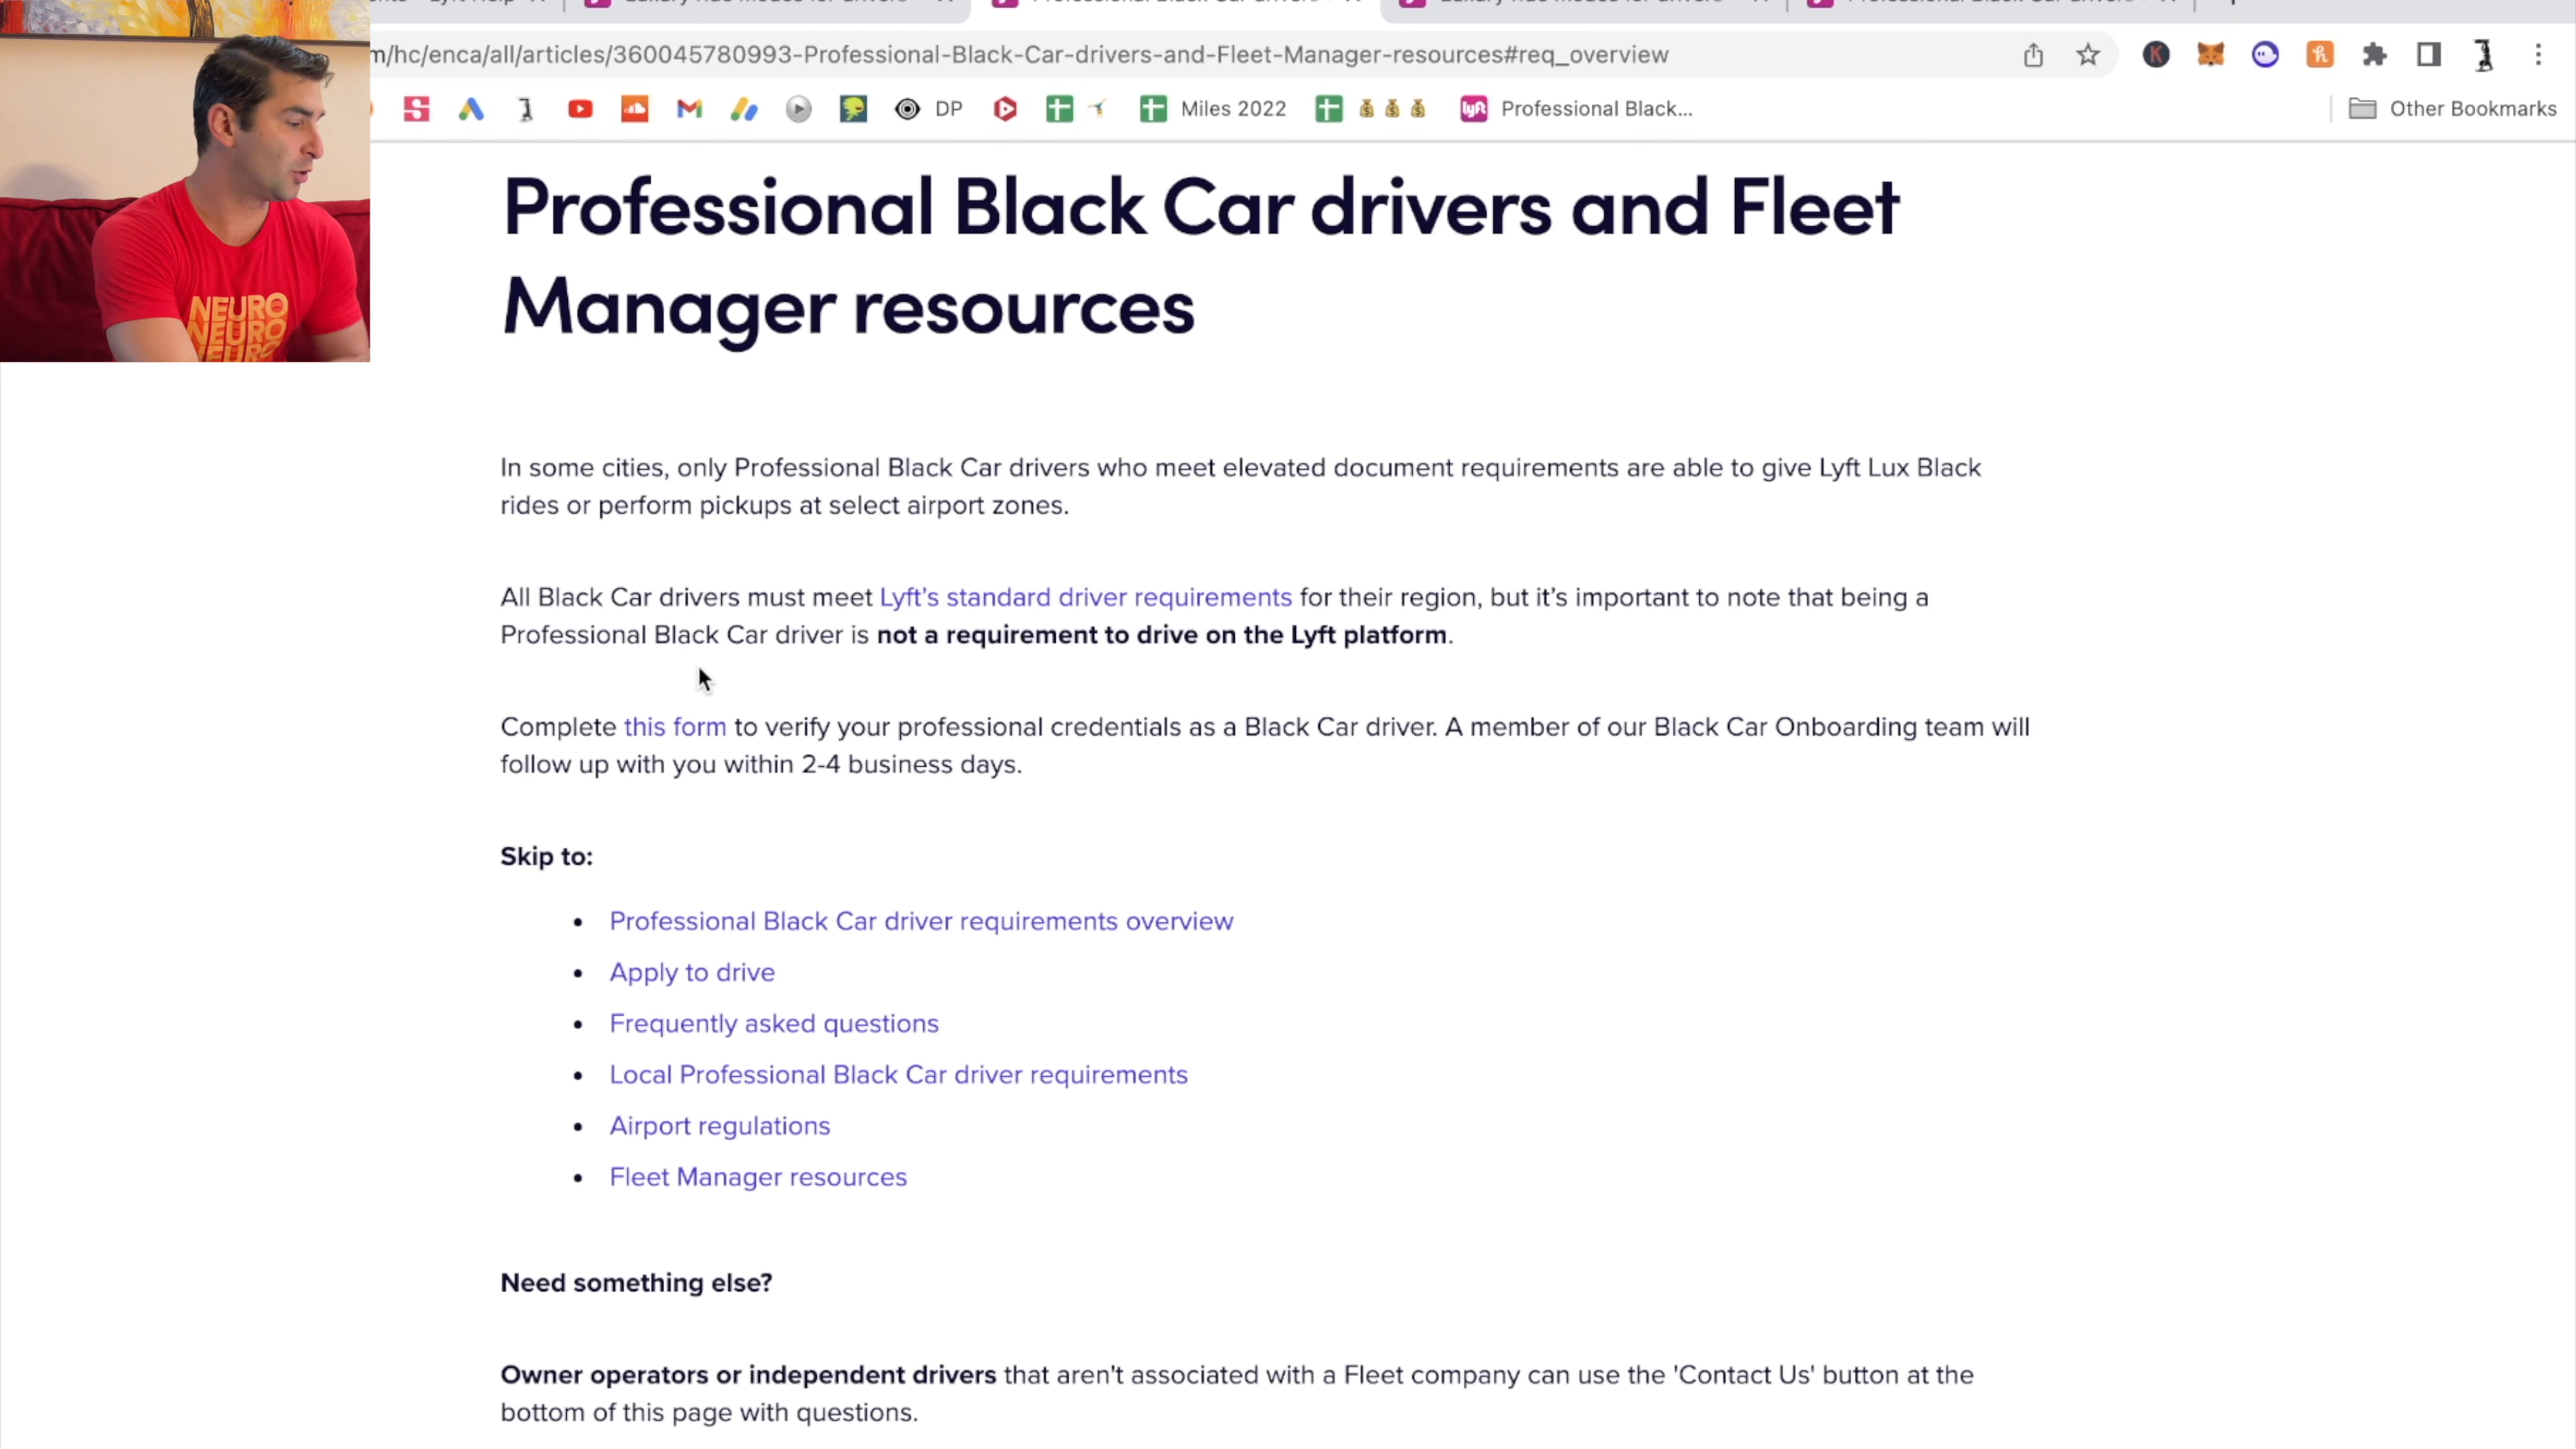 m/hc/enca/all/articles/360045780993-Professional-Black-Car-drivers-and-Fleet-Manager-resources#req_overview
DP
Miles 2022
lyft
Professional Black...
Other Bookmarks
NEURO
NEURO
NEURO
Professional Black Car drivers and Fleet
Manager resources
In some cities, only Professional Black Car drivers who meet elevated document requirements are able to give Lyft Lux Black
rides or perform pickups at select airport zones.
All Black Car drivers must meet Lyft's standard driver requirements for their region, but it's important to note that being a
Professional Black Car driver is not a requirement to drive on the Lyft platform.
Complete this form to verify your professional credentials as a Black Car driver. A member of our Black Car Onboarding team will
follow up with you within 2-4 business days.
Skip to:
• Professional Black Car driver requirements overview
• Apply to drive
• Frequently asked questions
• Local Professional Black Car driver requirements
• Airport regulations
• Fleet Manager resources
Need something else?
Owner operators or independent drivers that aren't associated with a Fleet company can use the 'Contact Us' button at the
bottom of this page with questions.